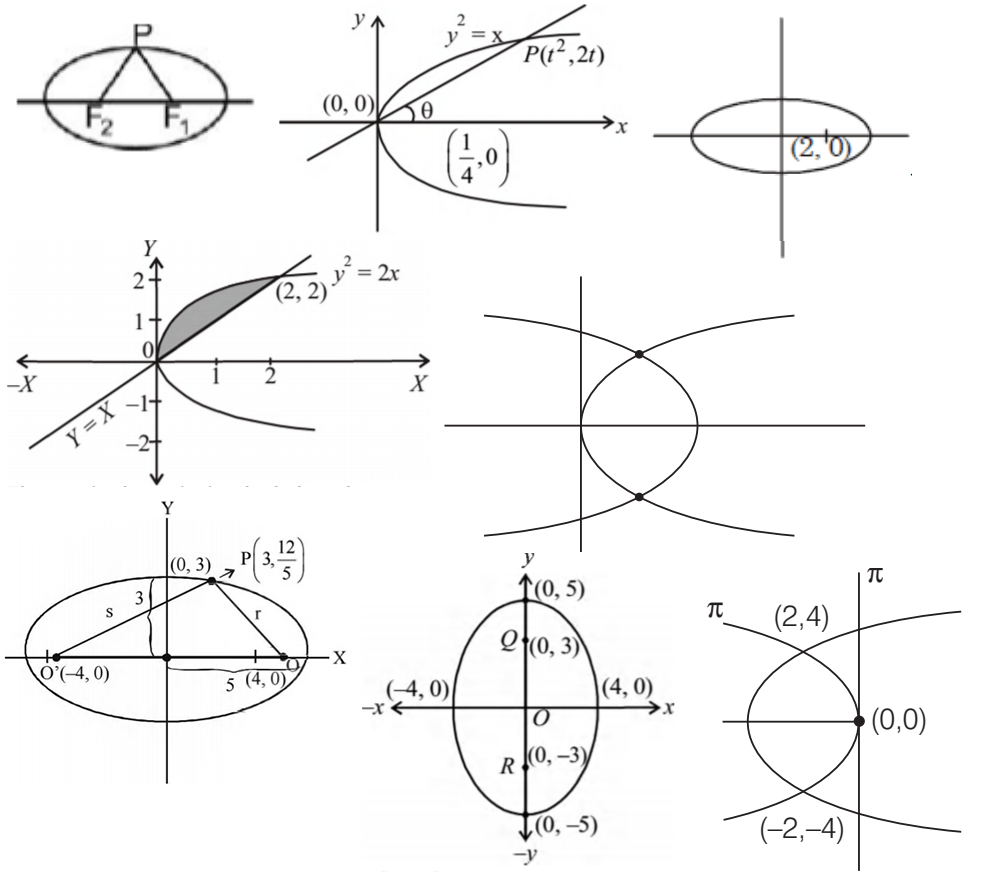 P
F₂ F₁
y
y² = x
P(t², 2t)
(0, 0)
θ
x
(1/4, 0)
(2, 0)
Y
2
y² = 2x
(2, 2)
1
0
–X
1
2
X
–1
Y = X
–2
Y
(0, 3)
P(3, 12/5)
3
s
r
X
O'(–4, 0)
5
(4, 0)
O
y
(0, 5)
Q
(0, 3)
(–4, 0)
(4, 0)
–x
x
O
R
(0, –3)
(0, –5)
–y
π
π
(2,4)
(0,0)
(–2,–4)